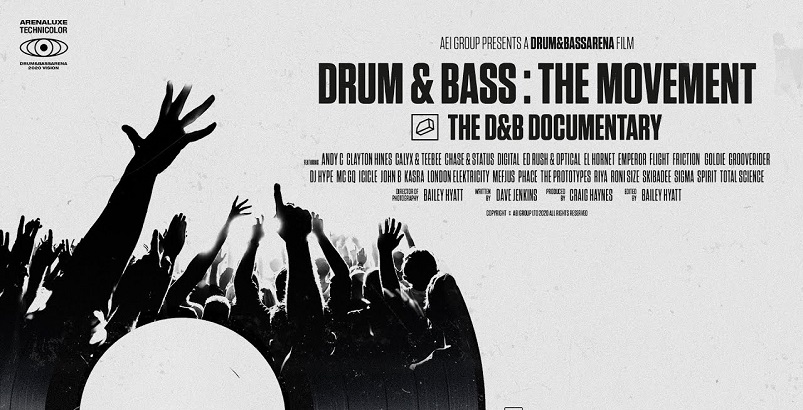 ARENALUXE
TECHNICOLOR
DRUM&BASSARENA
2020 VISION
AEI GROUP PRESENTS A DRUM&BASSARENA FILM
DRUM & BASS : THE MOVEMENT
THE D&B DOCUMENTARY
FEATURING ANDY C CLAYTON HINES CALYX & TEEBEE CHASE & STATUS DIGITAL ED RUSH & OPTICAL EL HORNET EMPEROR FLIGHT FRICTION GOLDIE GROOVERIDER
DJ HYPE MC GQ ICICLE JOHN B KASRA LONDON ELEKTRICITY MEFJUS PHACE THE PROTOTYPES RIYA RONI SIZE SKIBADEE SIGMA SPIRIT TOTAL SCIENCE
DIRECTOR OF PHOTOGRAPHY BAILEY HYATT WRITTEN BY DAVE JENKINS PRODUCED BY CRAIG HAYNES EDITED BY BAILEY HYATT
COPYRIGHT © AEI GROUP LTD 2020 ALL RIGHTS RESERVED